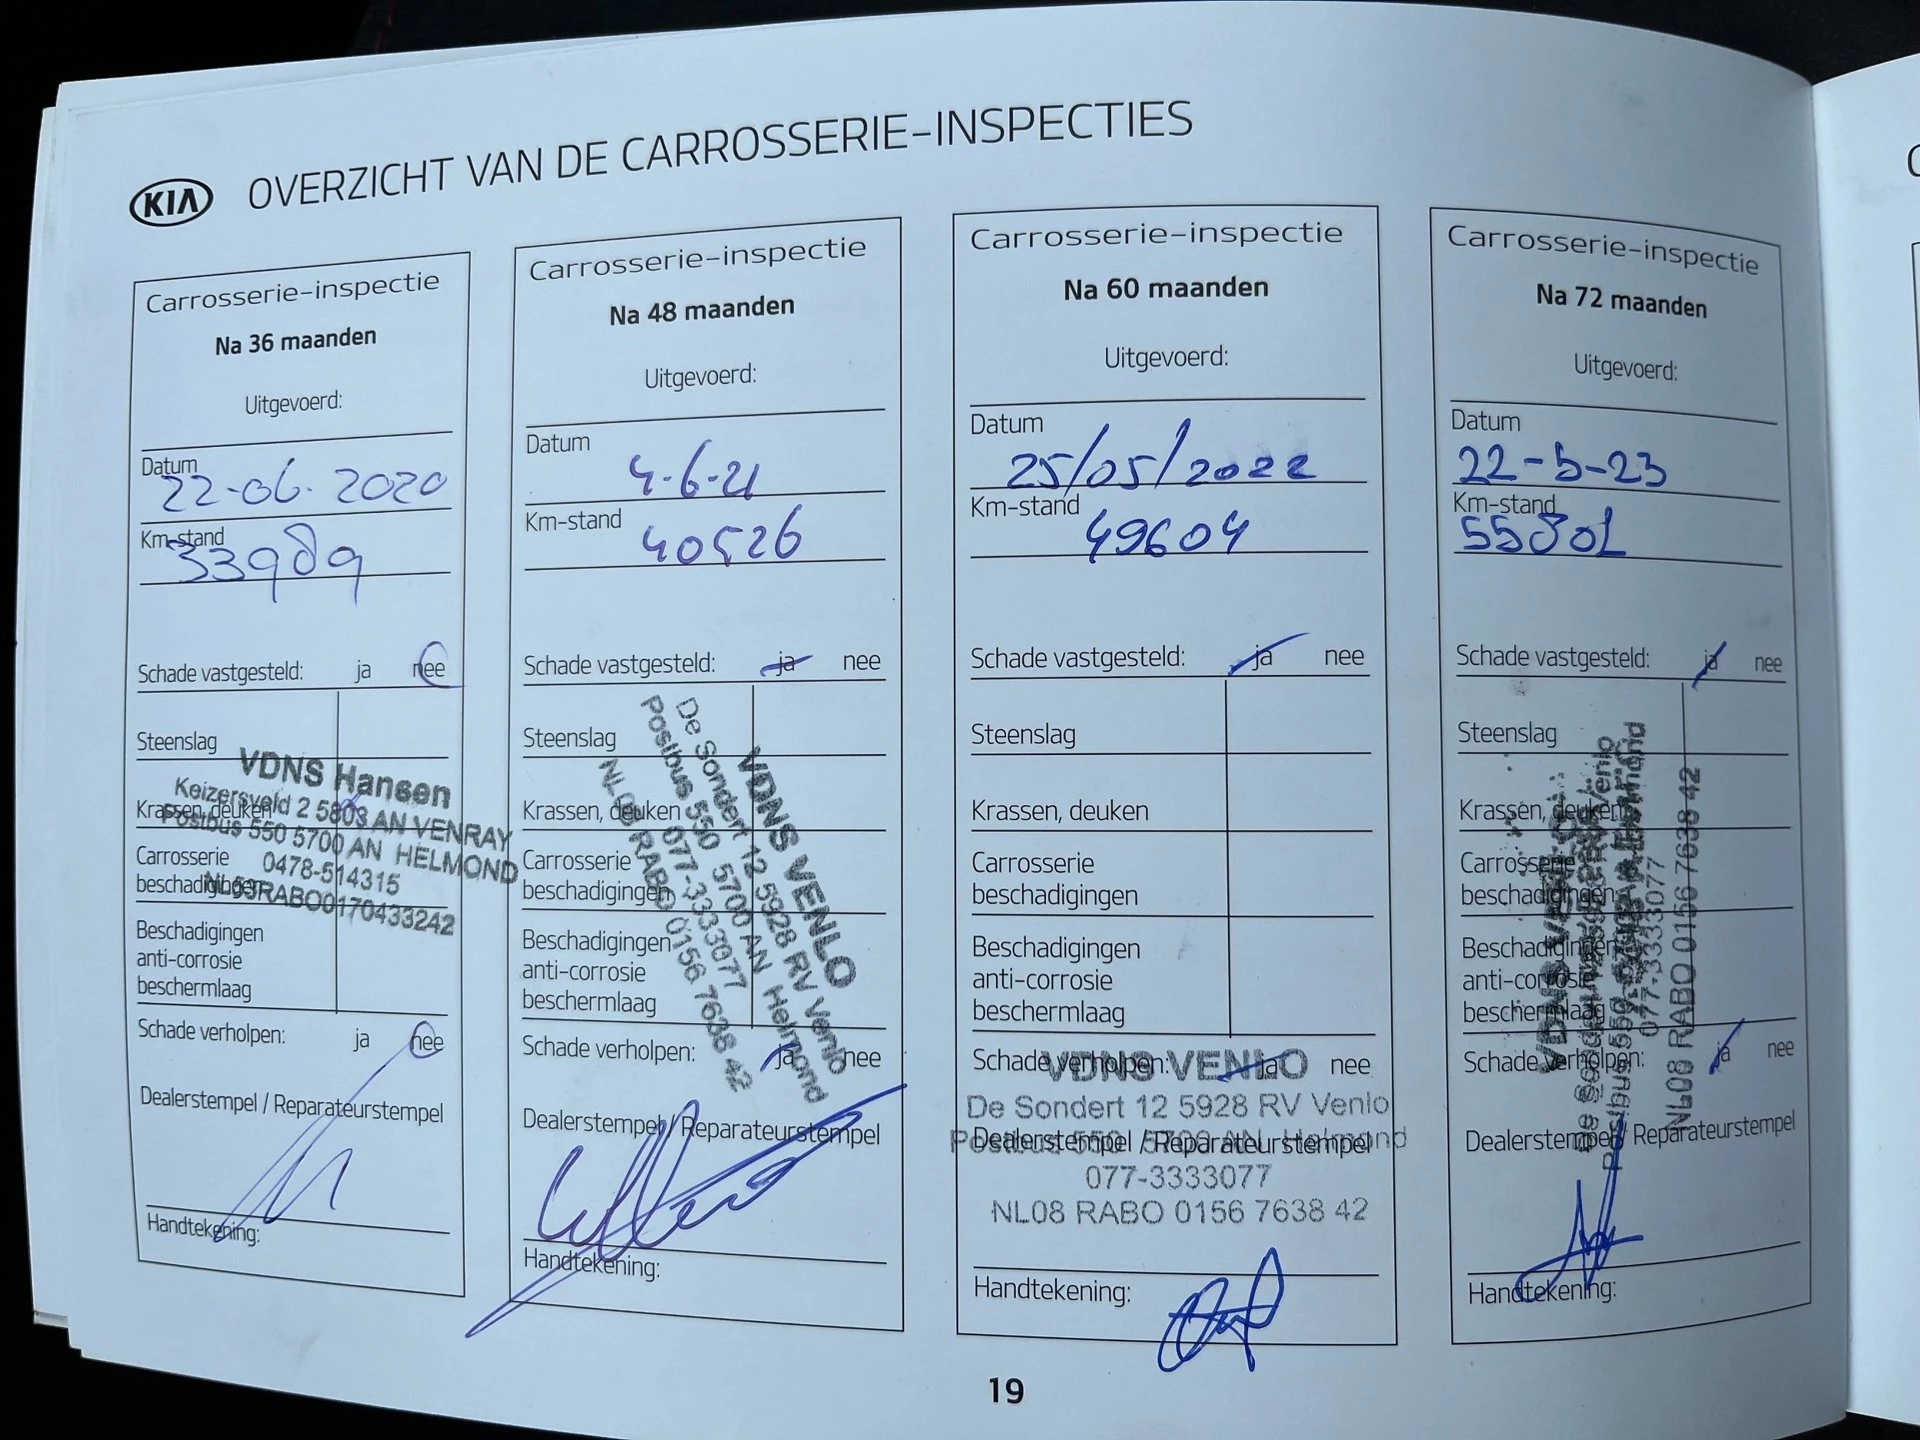 KIA OVERZICHT VAN DE CARROSSERIE-INSPECTIES
Carrosserie-inspectie
Na 36 maanden
Uitgevoerd:
Datum
22-06-2020
Km-stand
33989
Schade vastgesteld: ja nee
Steenslag
Krassen, deuken
Carrosserie
beschadigingen
Beschadigingen
anti-corrosie
beschermlaag
VDNS Hansen
Keizersveld 2 5803 AN VENRAY
Postbus 550 5700 AN HELMOND
0478-514315
NL53RABO0170433242
Schade verholpen: ja nee
Dealerstempel / Reparateurstempel
Handtekening:
Carrosserie-inspectie
Na 48 maanden
Uitgevoerd:
Datum
4-6-21
Km-stand
40526
Schade vastgesteld: ja nee
Steenslag
Krassen, deuken
Carrosserie
beschadigingen
Beschadigingen
anti-corrosie
beschermlaag
VDNS VENLO
De Sondert 12 5928 RV Venlo
Postbus 550 5700 AN Helmond
077-3333077
NL08 RABO 0156 7638 42
Schade verholpen: ja nee
Dealerstempel / Reparateurstempel
Handtekening:
Carrosserie-inspectie
Na 60 maanden
Uitgevoerd:
Datum
25/05/2022
Km-stand
49604
Schade vastgesteld: ja nee
Steenslag
Krassen, deuken
Carrosserie
beschadigingen
Beschadigingen
anti-corrosie
beschermlaag
Schade verholpen: ja nee
VDNS VENLO
De Sondert 12 5928 RV Venlo
Dealerstempel / Reparateurstempel
Postbus 550 5700 AN Helmond
077-3333077
NL08 RABO 0156 7638 42
Handtekening:
Carrosserie-inspectie
Na 72 maanden
Uitgevoerd:
Datum
22-5-23
Km-stand
55801
Schade vastgesteld: ja nee
Steenslag
Krassen, deuken
Carrosserie
beschadigingen
Beschadigingen
anti-corrosie
beschermlaag
077-3333077
NL08 RABO 0156 7638 42
Schade verholpen: ja nee
Dealerstempel / Reparateurstempel
Handtekening:
19